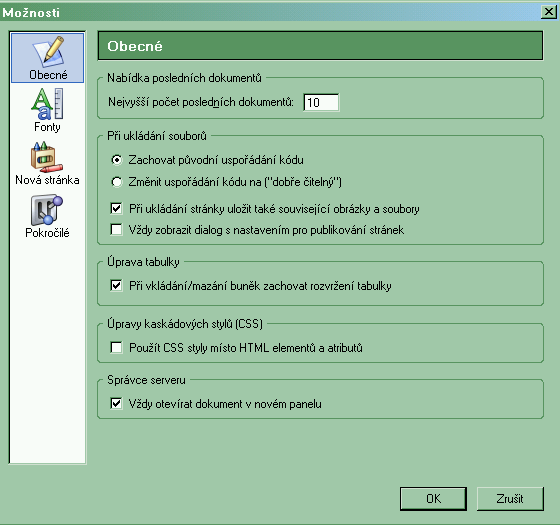 Možnosti
Obecné
Fonty
Nová stránka
Pokročilé
Obecné
Nabídka posledních dokumentů
Nejvyšší počet posledních dokumentů: 10
Při ukládání souborů
Zachovat původní uspořádání kódu
Změnit uspořádání kódu na ("dobře čitelný")
Při ukládání stránky uložit také související obrázky a soubory
Vždy zobrazit dialog s nastavením pro publikování stránek
Úprava tabulky
Při vkládání/mazání buněk zachovat rozvržení tabulky
Úpravy kaskádových stylů (CSS)
Použít CSS styly místo HTML elementů a atributů
Správce serveru
Vždy otevírat dokument v novém panelu
OK
Zrušit